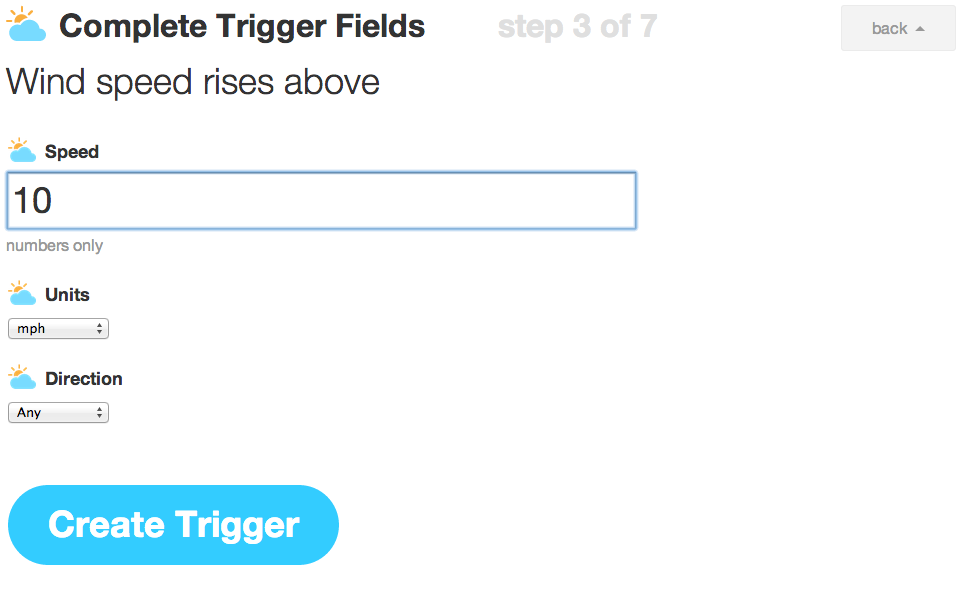 Complete Trigger Fields step 3 of 7 back
Wind speed rises above
Speed
10
numbers only
Units
mph
Direction
Any
Create Trigger